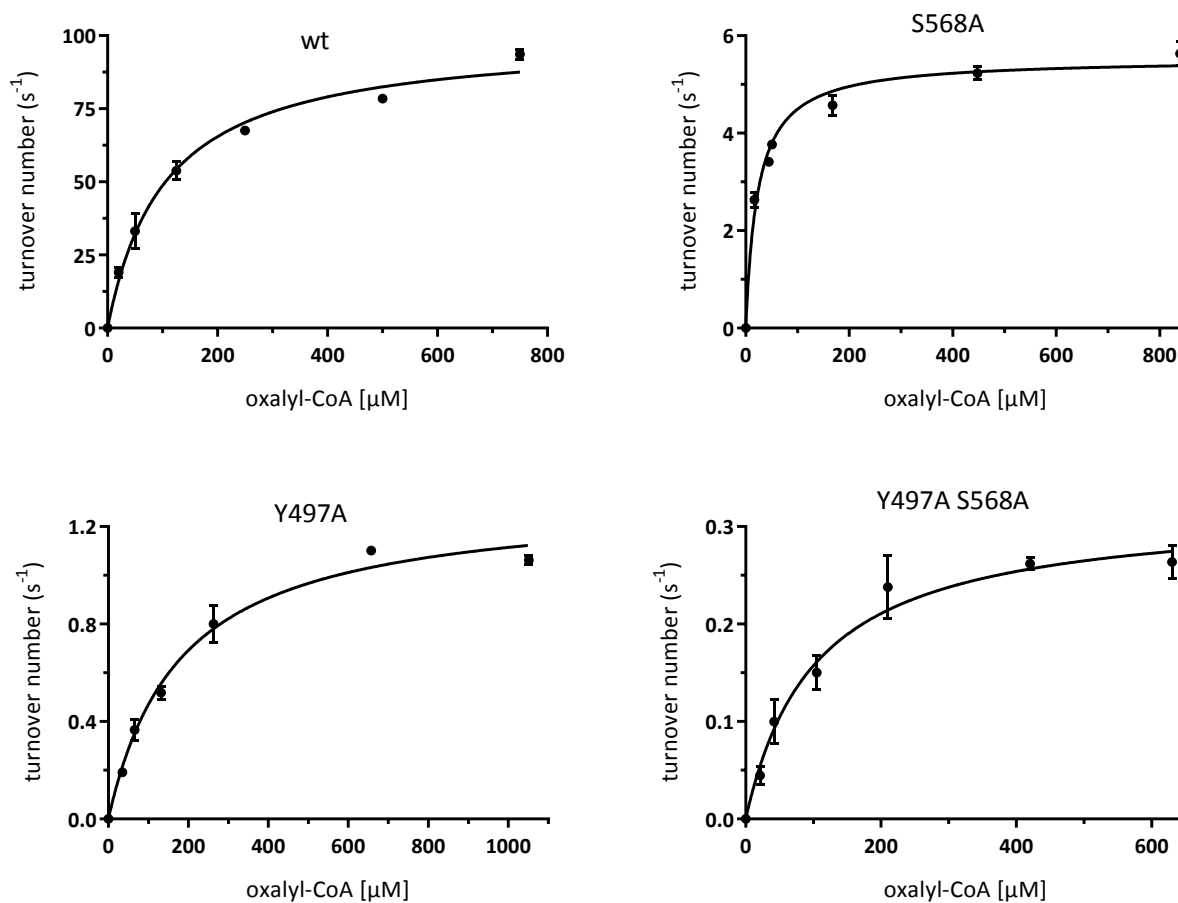 wt
100
75
50
25
0
turnover number (s⁻¹)
0 200 400 600 800
oxalyl-CoA [µM]
S568A
6
4
2
0
turnover number (s⁻¹)
0 200 400 600 800
oxalyl-CoA [µM]
Y497A
1.2
0.8
0.4
0.0
turnover number (s⁻¹)
0 200 400 600 800 1000
oxalyl-CoA [µM]
Y497A S568A
0.3
0.2
0.1
0.0
turnover number (s⁻¹)
0 200 400 600
oxalyl-CoA [µM]